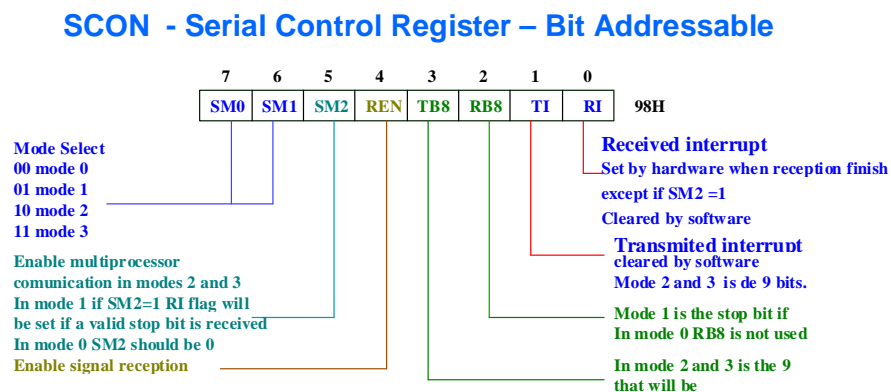 SCON - Serial Control Register – Bit Addressable
7 6 5 4 3 2 1 0
SM0 SM1 SM2 REN TB8 RB8 TI RI 98H
Mode Select
00 mode 0
01 mode 1
10 mode 2
11 mode 3
Enable multiprocessor
comunication in modes 2 and 3
In mode 1 if SM2=1 RI flag will
be set if a valid stop bit is received
In mode 0 SM2 should be 0
Enable signal reception
Received interrupt
Set by hardware when reception finish
except if SM2 =1
Cleared by software
Transmited interrupt
cleared by software
Mode 2 and 3 is de 9 bits.
Mode 1 is the stop bit if
In mode 0 RB8 is not used
In mode 2 and 3 is the 9
that will be